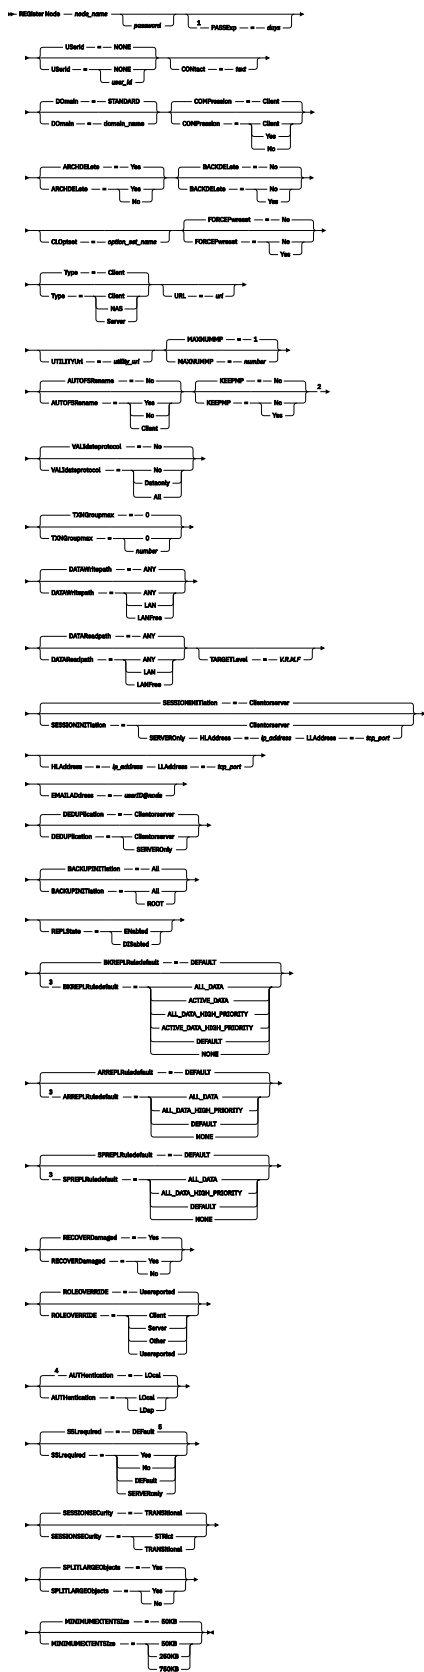 REGister Node — node_name
password
1
PASSExp — = — days
USerid — = — NONE
USerid — = — NONE
CONtact — = — text
user_id
DOmain — = — STANDARD
COMPression — = — Client
DOmain — = — domain_name
COMPression — = — Client
Yes
No
ARCHDELete — = — Yes
BACKDELete — = — No
ARCHDELete — = — Yes
BACKDELete — = — No
No
Yes
FORCEPwreset — = — No
CLOptset — = — option_set_name
FORCEPwreset — = — No
Yes
Type — = — Client
Type — = — Client
URL — = — url
NAS
Server
MAXNUMMP — = — 1
UTILITYUrl — = — utility_url
MAXNUMMP — = — number
AUTOFSRename — = — No
KEEPMP — = — No
2
AUTOFSRename — = — Yes
KEEPMP — = — No
No
Yes
Client
VALIdateprotocol — = — No
VALIdateprotocol — = — No
Dataonly
All
TXNGroupmax — = — 0
TXNGroupmax — = — 0
number
DATAWritepath — = — ANY
DATAWritepath — = — ANY
LAN
LANFree
DATAReadpath — = — ANY
DATAReadpath — = — ANY
TARGETLevel — = — V.R.M.F
LAN
LANFree
SESSIONINITiation — = — Clientorserver
SESSIONINITiation — = — Clientorserver
SERVEROnly HLAddress — = — ip_address LLAddress — = — tcp_port
HLAddress — = — ip_address LLAddress — = — tcp_port
EMAILADdress — = — userID@node
DEDUPlication — = — Clientorserver
DEDUPlication — = — Clientorserver
SERVEROnly
BACKUPINITiation — = — All
BACKUPINITiation — = — All
ROOT
REPLState — = — ENabled
DISabled
BKREPLRuledefault — = — DEFAULT
3
BKREPLRuledefault — = — ALL_DATA
ACTIVE_DATA
ALL_DATA_HIGH_PRIORITY
ACTIVE_DATA_HIGH_PRIORITY
DEFAULT
NONE
ARREPLRuledefault — = — DEFAULT
3
ARREPLRuledefault — = — ALL_DATA
ALL_DATA_HIGH_PRIORITY
DEFAULT
NONE
SPREPLRuledefault — = — DEFAULT
3
SPREPLRuledefault — = — ALL_DATA
ALL_DATA_HIGH_PRIORITY
DEFAULT
NONE
RECOVERDamaged — = — Yes
RECOVERDamaged — = — Yes
No
ROLEOVERRIDE — = — Usereported
ROLEOVERRIDE — = — Client
Server
Other
Usereported
4
AUTHentication — = — LOcal
AUTHentication — = — LOcal
LDap
SSLrequired — = — DEFault
5
SSLrequired — = — Yes
No
DEFault
SERVERonly
SESSIONSECurity — = — TRANSitional
SESSIONSECurity — = — STRict
TRANSitional
SPLITLARGEObjects — = — Yes
SPLITLARGEObjects — = — Yes
No
MINIMUMEXTENTSIze — = — 50KB
MINIMUMEXTENTSIze — = — 50KB
250KB
750KB